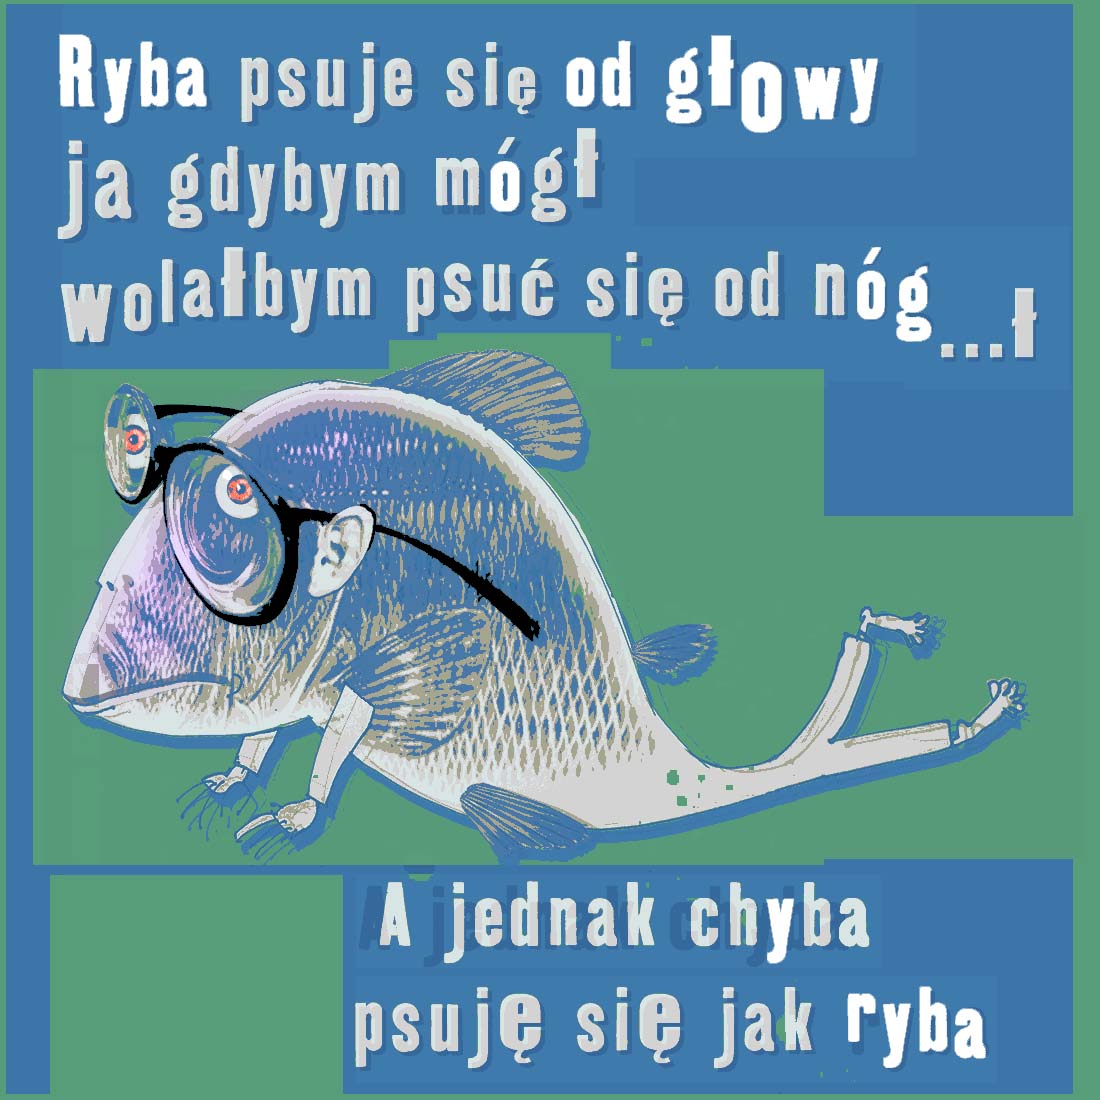 Ryba psuje się od głowy
ja gdybym mógł
wolałbym psuć się od nóg...ł
A jednak chyba
psuję się jak ryba